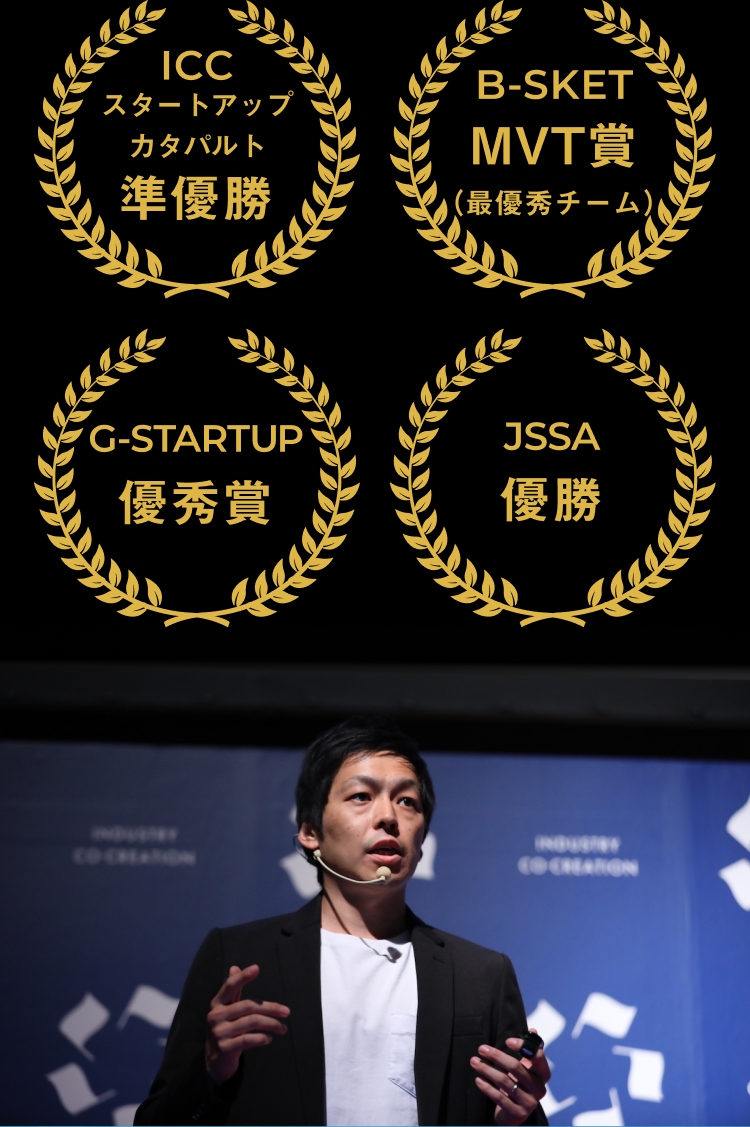 ICC
スタートアップ
カタパルト
準優勝
B-SKET
MVT賞
(最優秀チーム)
G-STARTUP
優秀賞
JSSA
優勝
INDUSTRY
CO-CREATION
INDUSTRY
CO-CREATION